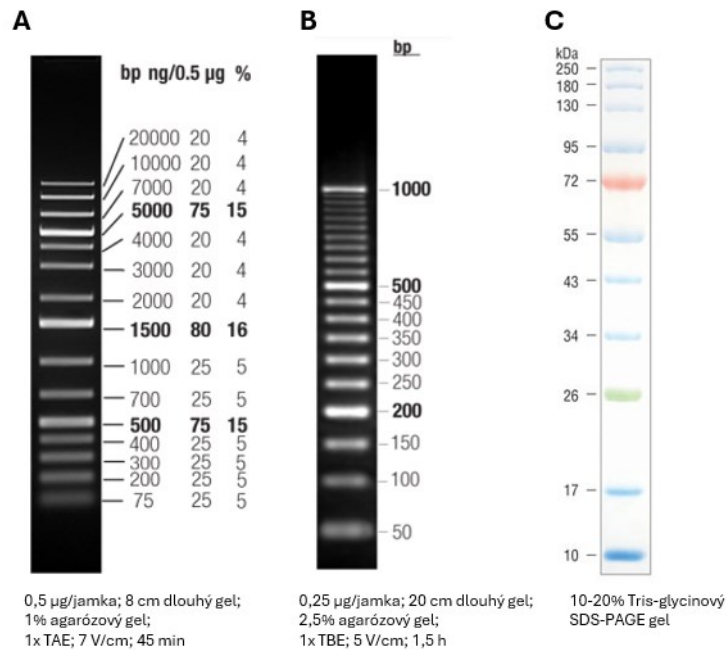 A
bp ng/0.5 µg %
20000 20 4
10000 20 4
7000 20 4
5000 75 15
4000 20 4
3000 20 4
2000 20 4
1500 80 16
1000 25 5
700 25 5
500 75 15
400 25 5
300 25 5
200 25 5
75 25 5
0,5 µg/jamka; 8 cm dlouhý gel;
1% agarózový gel;
1x TAE; 7 V/cm; 45 min
B
bp
1000
500
450
400
350
300
250
200
150
100
50
0,25 µg/jamka; 20 cm dlouhý gel;
2,5% agarózový gel;
1x TBE; 5 V/cm; 1,5 h
C
kDa
250
180
130
95
72
55
43
34
26
17
10
10-20% Tris-glycinový
SDS-PAGE gel